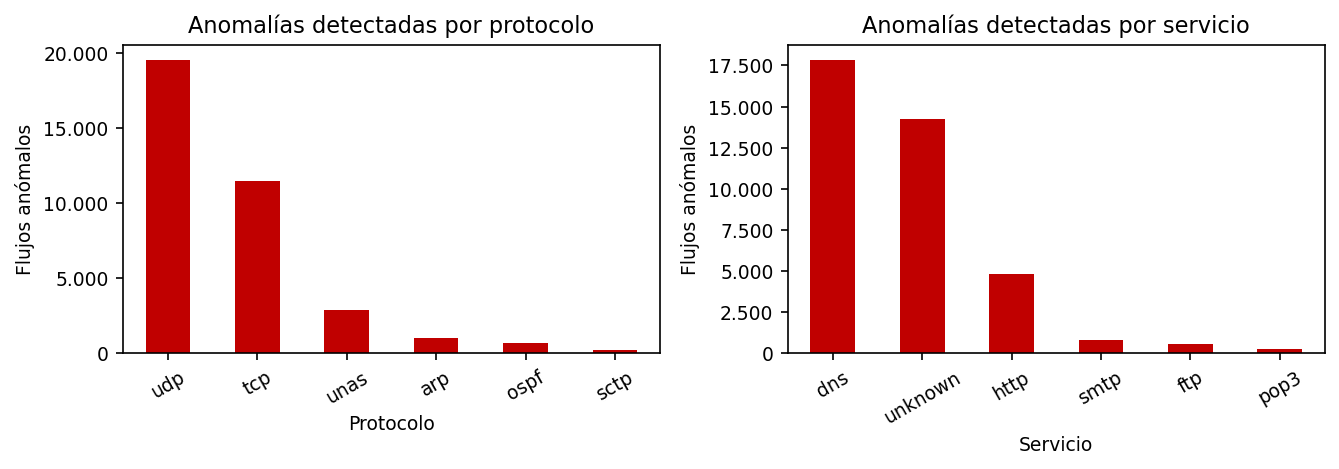 Anomalías detectadas por protocolo
Flujos anómalos
20.000
15.000
10.000
5.000
0
udp
tcp
unas
arp
ospf
sctp
Protocolo
Anomalías detectadas por servicio
Flujos anómalos
17.500
15.000
12.500
10.000
7.500
5.000
2.500
0
dns
unknown
http
smtp
ftp
pop3
Servicio